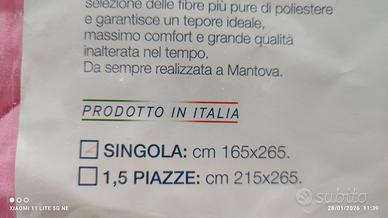 selezione delle fibre più pure di poliestere
e garantisce un tepore ideale,
massimo comfort e grande qualità
inalterata nel tempo.
Da sempre realizzata a Mantova.
PRODOTTO IN ITALIA
SINGOLA: cm 165x265.
1,5 PIAZZE: cm 215x265.
subito
XIAOMI 11 LITE 5G NE
28/01/2026 11:39